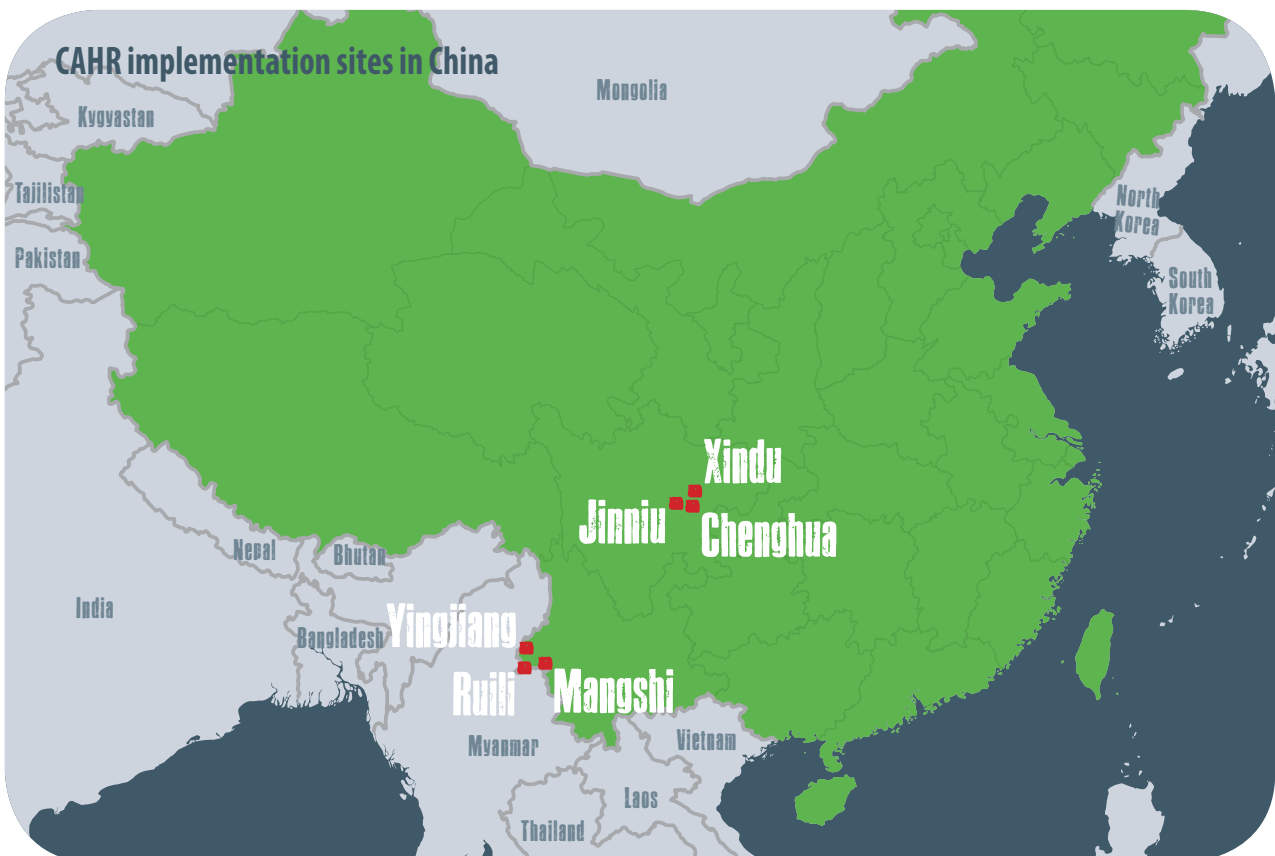 CAHR implementation sites in China
Mongolia
Kygyastan
Tajilistan
Pakistan
North
Korea
South
Korea
Xindu
Jinniu
Chenghua
Nepal
Bhutan
India
Bangladesh
Yingjiang
Ruili
Mangshi
Myanmar
Vietnam
Laos
Thailand